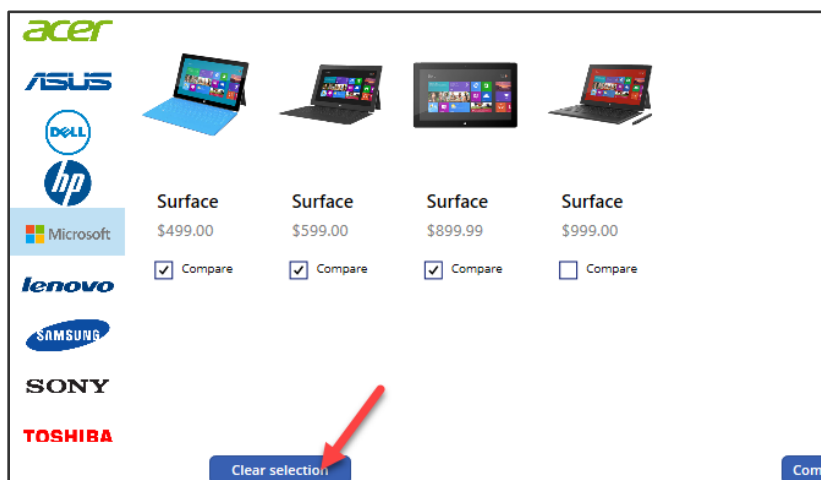 acer
ASUS
DELL
hp
Microsoft
lenovo
SAMSUNG
SONY
TOSHIBA
Surface Surface Surface Surface
$499.00 $599.00 $899.99 $999.00
Compare Compare Compare Compare
Clear selection
Com